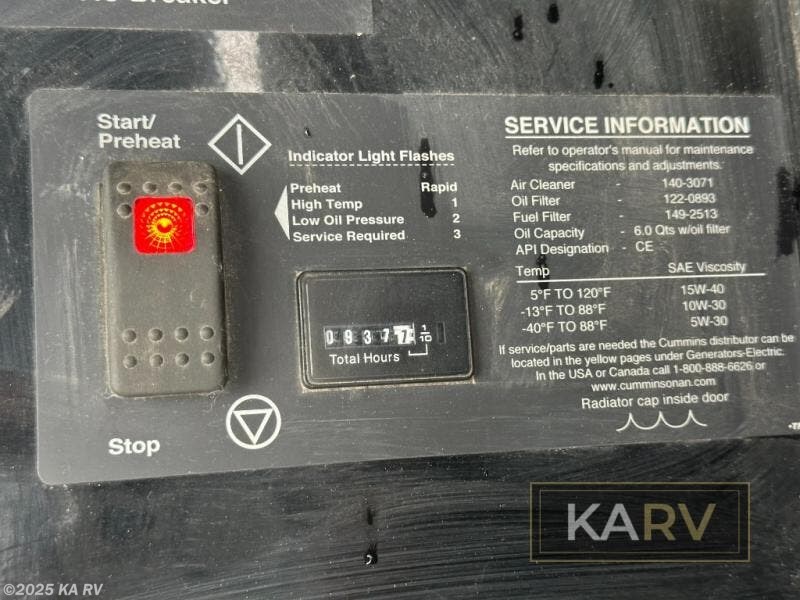 Start/
Preheat
Indicator Light Flashes
Preheat Rapid
High Temp 1
Low Oil Pressure 2
Service Required 3
0 9 3 7 7 1/10
Total Hours
Stop
SERVICE INFORMATION
Refer to operator's manual for maintenance
specifications and adjustments.
Air Cleaner - 140-3071
Oil Filter - 122-0893
Fuel Filter - 149-2513
Oil Capacity - 6.0 Qts w/oil filter
API Designation - CE
Temp SAE Viscosity
5°F TO 120°F 15W-40
-13°F TO 88°F 10W-30
-40°F TO 88°F 5W-30
If service/parts are needed the Cummins distributor can be
located in the yellow pages under Generators-Electric.
In the USA or Canada call 1-800-888-6626 or
www.cumminsonan.com
Radiator cap inside door
KARV
©2025 KA RV